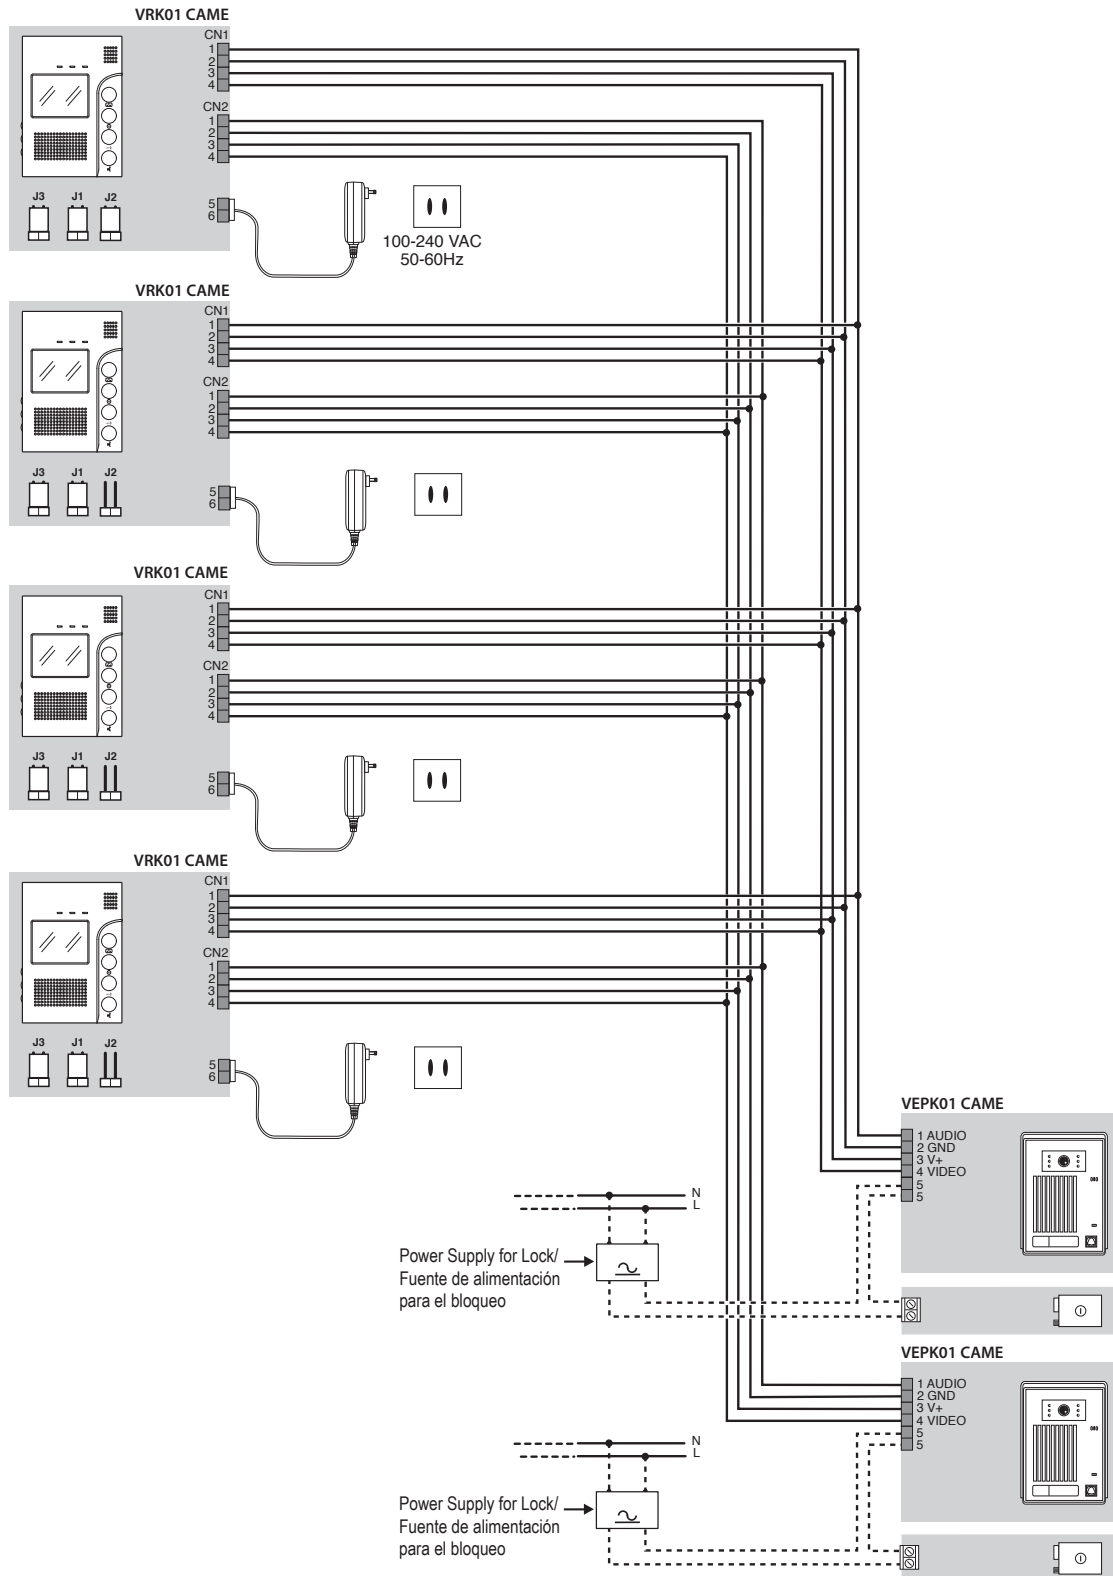 VRK01 CAME
CN1
1
2
3
4
CN2
1
2
3
4
J3 J1 J2
5
6
100-240 VAC
50-60Hz
VRK01 CAME
CN1
1
2
3
4
CN2
1
2
3
4
J3 J1 J2
5
6
VRK01 CAME
CN1
1
2
3
4
CN2
1
2
3
4
J3 J1 J2
5
6
VRK01 CAME
CN1
1
2
3
4
CN2
1
2
3
4
J3 J1 J2
5
6
VEPK01 CAME
1 AUDIO
2 GND
3 V+
4 VIDEO
5
5
N
L
Power Supply for Lock/
Fuente de alimentación
para el bloqueo
VEPK01 CAME
1 AUDIO
2 GND
3 V+
4 VIDEO
5
5
N
L
Power Supply for Lock/
Fuente de alimentación
para el bloqueo